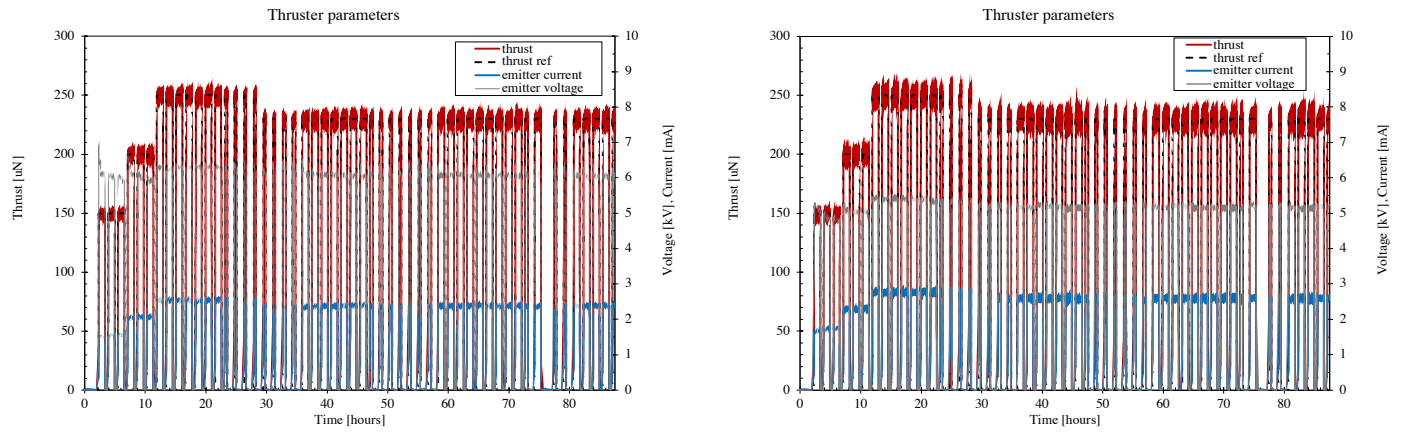 Thruster parameters
300
250
200
150
100
50
0
Thrust [uN]
10
9
8
7
6
5
4
3
2
1
0
Voltage [kV], Current [mA]
thrust
thrust ref
emitter current
emitter voltage
0 10 20 30 40 50 60 70 80
Time [hours]
Thruster parameters
300
250
200
150
100
50
0
Thrust [uN]
10
9
8
7
6
5
4
3
2
1
0
Voltage [kV], Current [mA]
thrust
thrust ref
emitter current
emitter voltage
0 10 20 30 40 50 60 70 80
Time [hours]